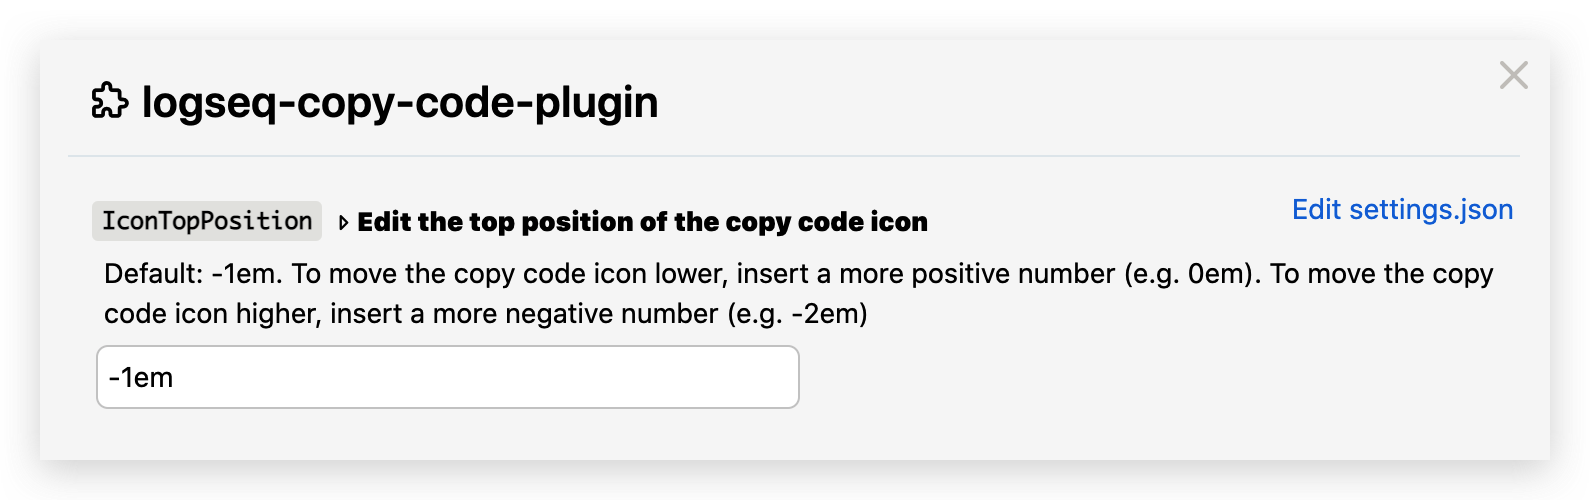 logseq-copy-code-plugin
IconTopPosition ▹ Edit the top position of the copy code icon
Edit settings.json
Default: -1em. To move the copy code icon lower, insert a more positive number (e.g. 0em). To move the copy
code icon higher, insert a more negative number (e.g. -2em)
-1em